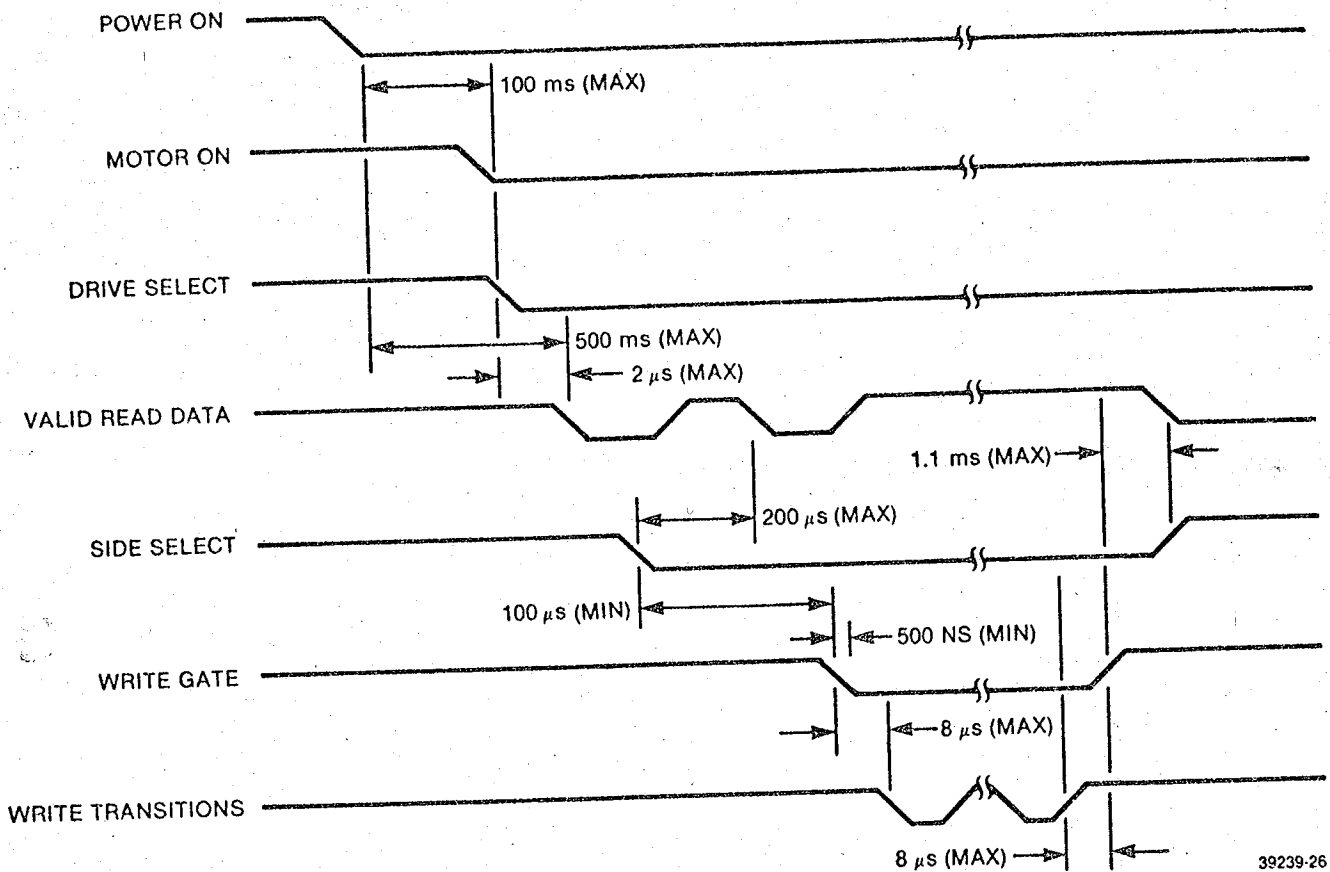 POWER ON
100 ms (MAX)
MOTOR ON
DRIVE SELECT
500 ms (MAX)
2 μs (MAX)
VALID READ DATA
1.1 ms (MAX)
200 μs (MAX)
SIDE SELECT
100 μs (MIN)
500 NS (MIN)
WRITE GATE
8 μs (MAX)
WRITE TRANSITIONS
8 μs (MAX)
39239-26